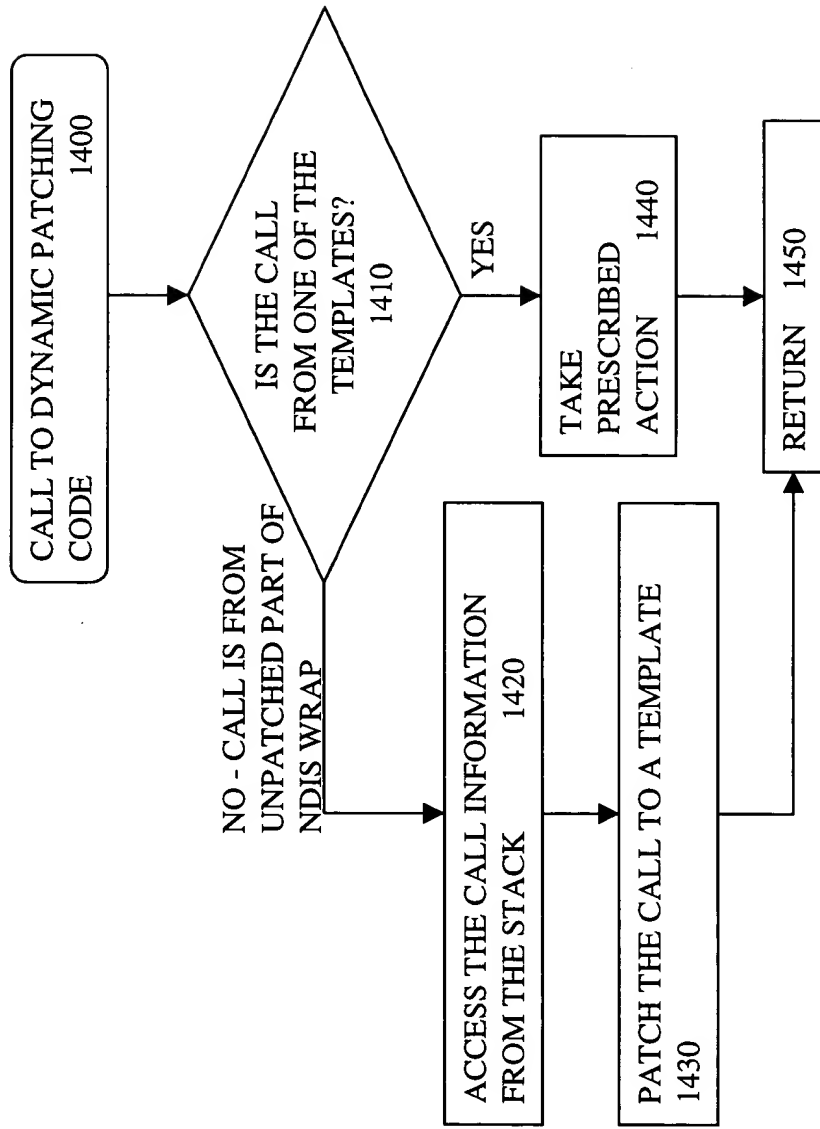 CALL TO DYNAMIC PATCHING
CODE 1400
IS THE CALL
FROM ONE OF THE
TEMPLATES?
1410
NO - CALL IS FROM
UNPATCHED PART OF
NDIS WRAP
YES
ACCESS THE CALL INFORMATION
FROM THE STACK 1420
TAKE
PRESCRIBED
ACTION 1440
PATCH THE CALL TO A TEMPLATE
1430
RETURN 1450